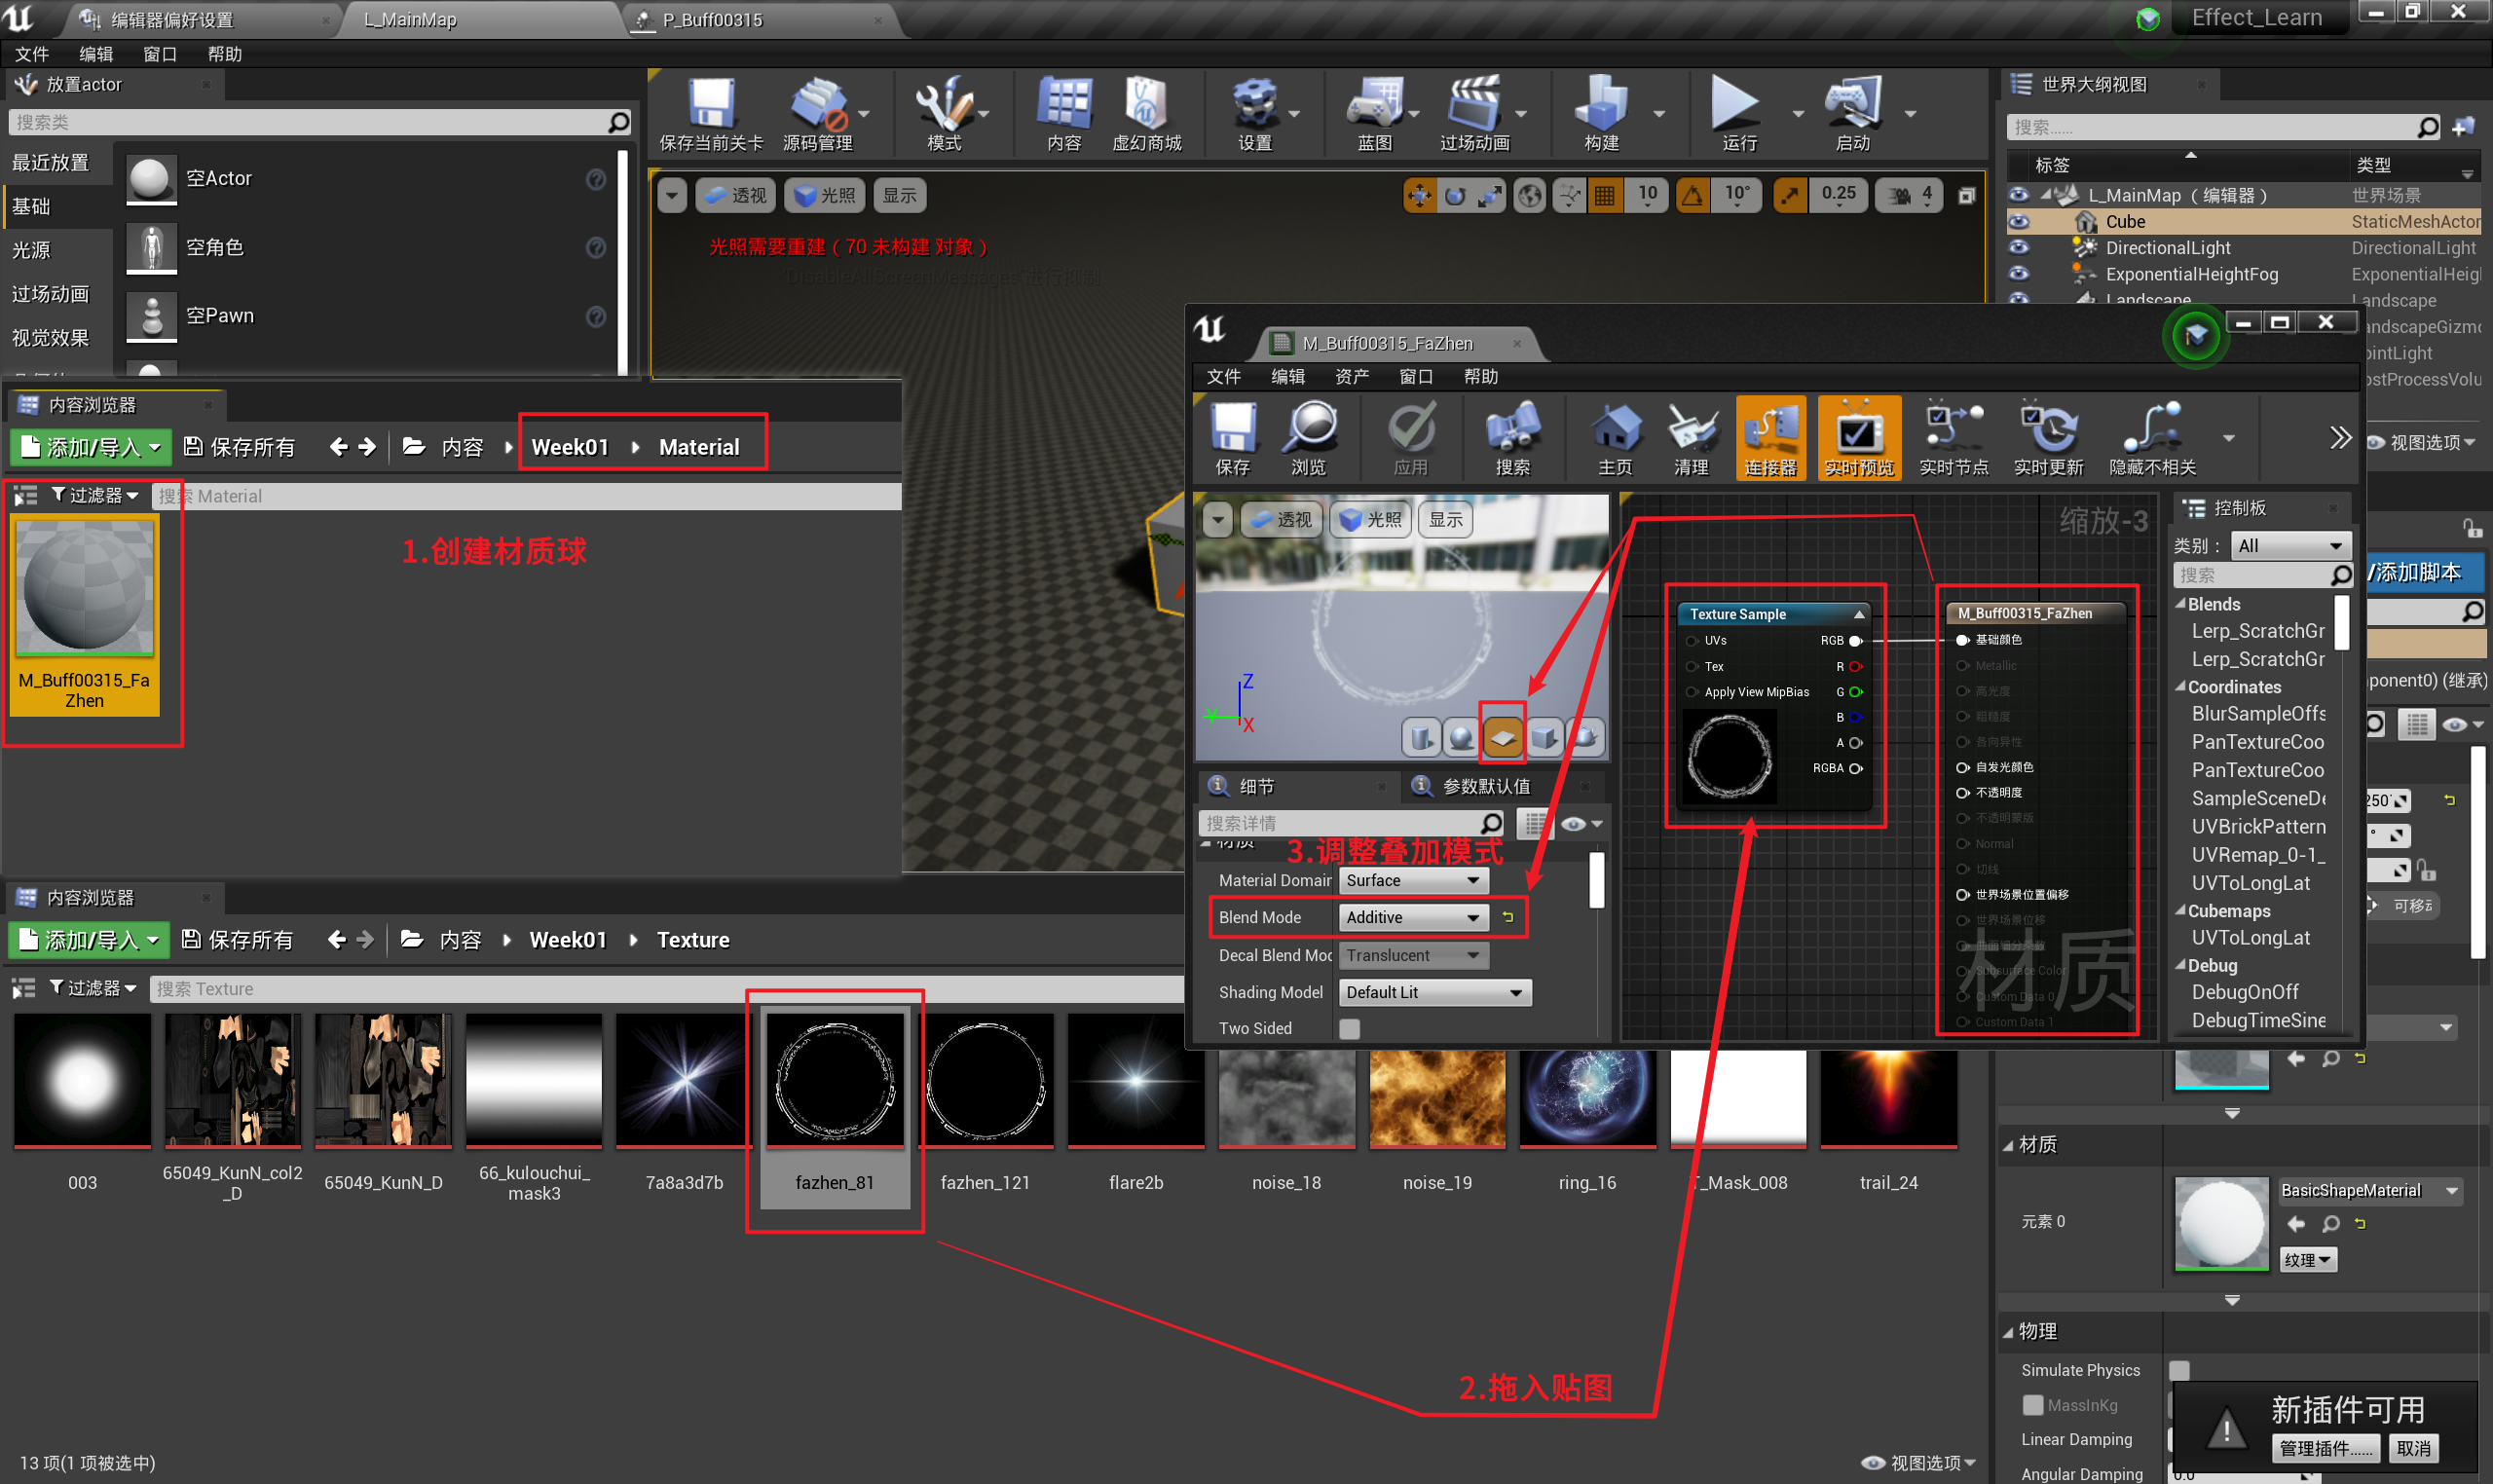 编辑器偏好设置
L_MainMap
P_Buff00315
Effect_Learn
文件 编辑 窗口 帮助
放置actor
搜索类
最近放置
基础
光源
过场动画
视觉效果
空Actor
空角色
空Pawn
保存当前关卡
源码管理
模式
内容
虚幻商城
设置
蓝图
过场动画
构建
运行
启动
透视
光照
显示
10
10°
0.25
4
光照需要重建（70 未构建 对象）
'DisableAllScreenMessages' 进行抑制
世界大纲视图
搜索......
标签
类型
L_MainMap（编辑器）
世界场景
Cube
StaticMeshActor
DirectionalLight
DirectionalLight
ExponentialHeightFog
ExponentialHeig
Landscape
Landscape
andscapeGizmo
ointLight
ostProcessVolu
视图选项
内容浏览器
添加/导入
保存所有
内容
Week01
Material
过滤器
搜索 Material
M_Buff00315_Fa
Zhen
1.创建材质球
M_Buff00315_FaZhen
文件 编辑 资产 窗口 帮助
保存
浏览
应用
搜索
主页
清理
连接器
实时预览
实时节点
实时更新
隐藏不相关
透视
光照
显示
Z
Y
X
细节
参数默认值
搜索详情
材质
3.调整叠加模式
Material Domain
Surface
Blend Mode
Additive
Decal Blend Mod
Translucent
Shading Model
Default Lit
Two Sided
缩放-3
Texture Sample
UVs
RGB
Tex
R
Apply View MipBias
G
B
A
RGBA
M_Buff00315_FaZhen
基础颜色
Metallic
高光度
粗糙度
各向异性
自发光颜色
不透明度
不透明蒙版
Normal
切线
世界场景位置偏移
世界场景位移
Subsurface Color
Custom Data 0
Custom Data 1
材质
控制板
类别：
All
搜索
Blends
Lerp_ScratchGr
Lerp_ScratchGr
Coordinates
BlurSampleOffs
PanTextureCoo
PanTextureCoo
SampleSceneDe
UVBrickPattern
UVRemap_0-1_
UVToLongLat
Cubemaps
UVToLongLat
Debug
DebugOnOff
DebugTimeSine
/添加脚本
ponent0) (继承)
可移动
内容浏览器
添加/导入
保存所有
内容
Week01
Texture
过滤器
搜索 Texture
003
65049_KunN_col2
_D
65049_KunN_D
66_kulouchui_
mask3
7a8a3d7b
fazhen_81
fazhen_121
flare2b
noise_18
noise_19
ring_16
T_Mask_008
trail_24
2.拖入贴图
13 项(1 项被选中)
视图选项
材质
元素 0
BasicShapeMaterial
纹理
物理
Simulate Physics
MassInKg
Linear Damping
Angular Damping
0.0
新插件可用
管理插件......
取消